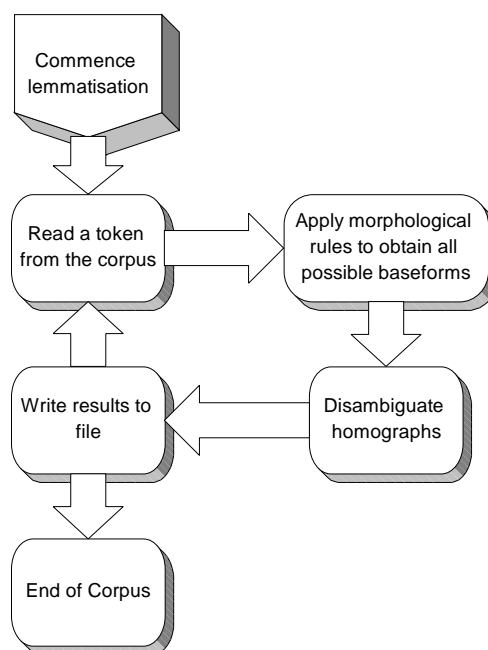 Commence
lemmatisation
Read a token
from the corpus
Apply morphological
rules to obtain all
possible baseforms
Disambiguate
homographs
Write results to
file
End of Corpus